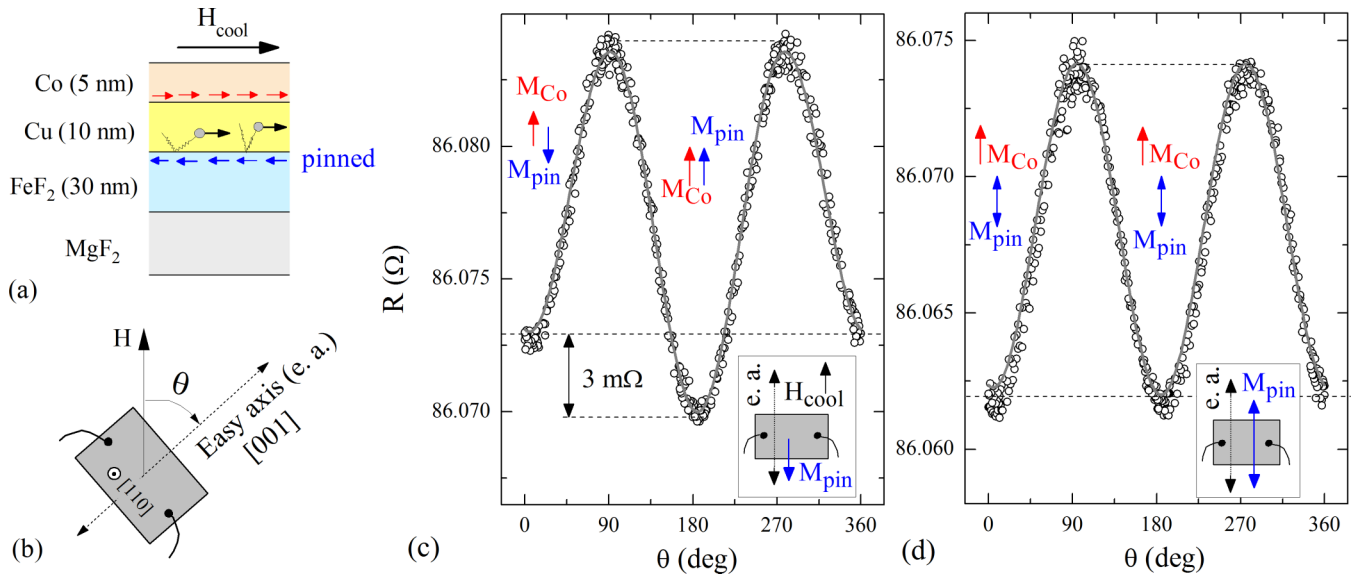 H_cool
Co (5 nm)
Cu (10 nm)
pinned
FeF₂ (30 nm)
MgF₂
(a)
H
θ
Easy axis (e. a.)
[001]
[110]
(b)
R (Ω)
86.080
86.075
86.070
M_Co
M_pin
M_pin
M_Co
3 mΩ
e. a.
H_cool
M_pin
0 90 180 270 360
θ (deg)
(c)
86.075
86.070
86.065
86.060
M_Co
M_pin
M_Co
M_pin
e. a.
M_pin
0 90 180 270 360
θ (deg)
(d)